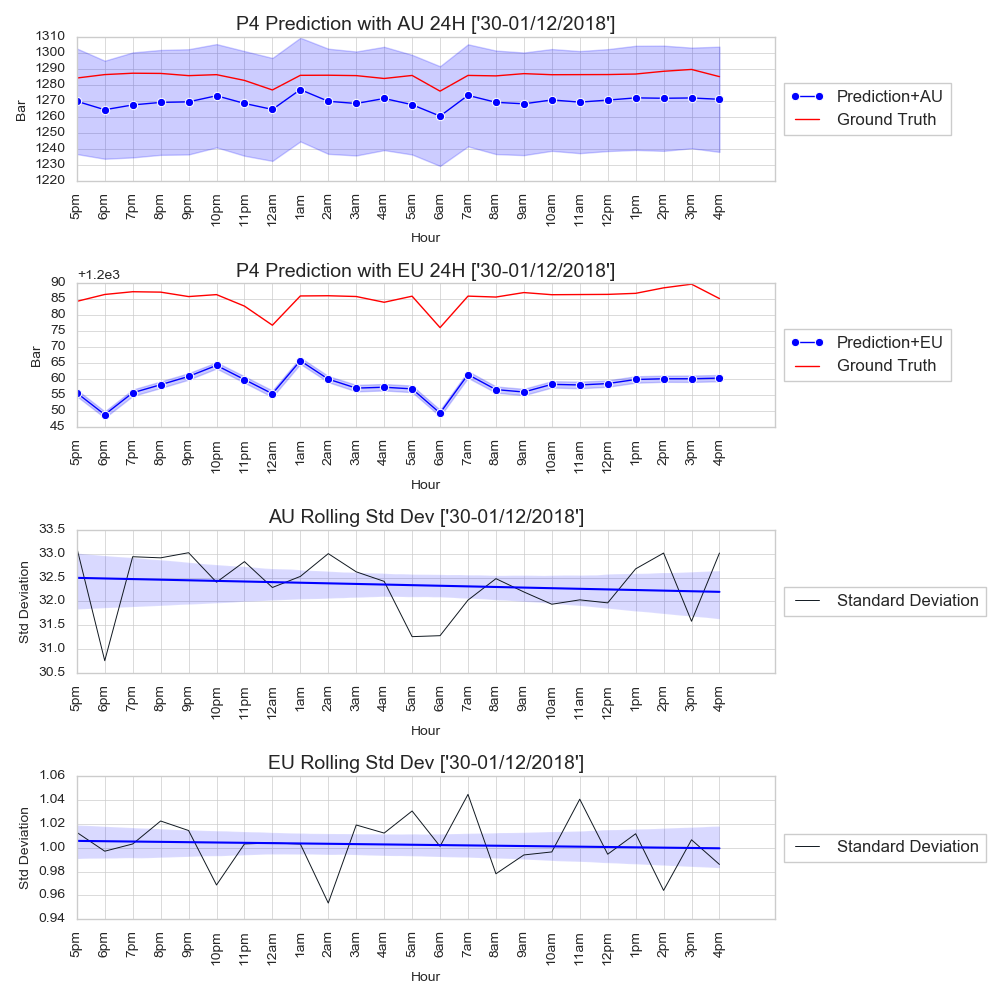 P4 Prediction with AU 24H ['30-01/12/2018']
1310
1300
1290
1280
1270
1260
1250
1240
1230
1220
Bar
5pm 6pm 7pm 8pm 9pm 10pm 11pm 12am 1am 2am 3am 4am 5am 6am 7am 8am 9am 10am 11am 12pm 1pm 2pm 3pm 4pm
Hour
Prediction+AU
Ground Truth
P4 Prediction with EU 24H ['30-01/12/2018']
+1.2e3
90
85
80
75
70
65
60
55
50
45
Bar
5pm 6pm 7pm 8pm 9pm 10pm 11pm 12am 1am 2am 3am 4am 5am 6am 7am 8am 9am 10am 11am 12pm 1pm 2pm 3pm 4pm
Hour
Prediction+EU
Ground Truth
AU Rolling Std Dev ['30-01/12/2018']
33.5
33.0
32.5
32.0
31.5
31.0
30.5
Std Deviation
5pm 6pm 7pm 8pm 9pm 10pm 11pm 12am 1am 2am 3am 4am 5am 6am 7am 8am 9am 10am 11am 12pm 1pm 2pm 3pm 4pm
Hour
Standard Deviation
EU Rolling Std Dev ['30-01/12/2018']
1.06
1.04
1.02
1.00
0.98
0.96
0.94
Std Deviation
5pm 6pm 7pm 8pm 9pm 10pm 11pm 12am 1am 2am 3am 4am 5am 6am 7am 8am 9am 10am 11am 12pm 1pm 2pm 3pm 4pm
Hour
Standard Deviation